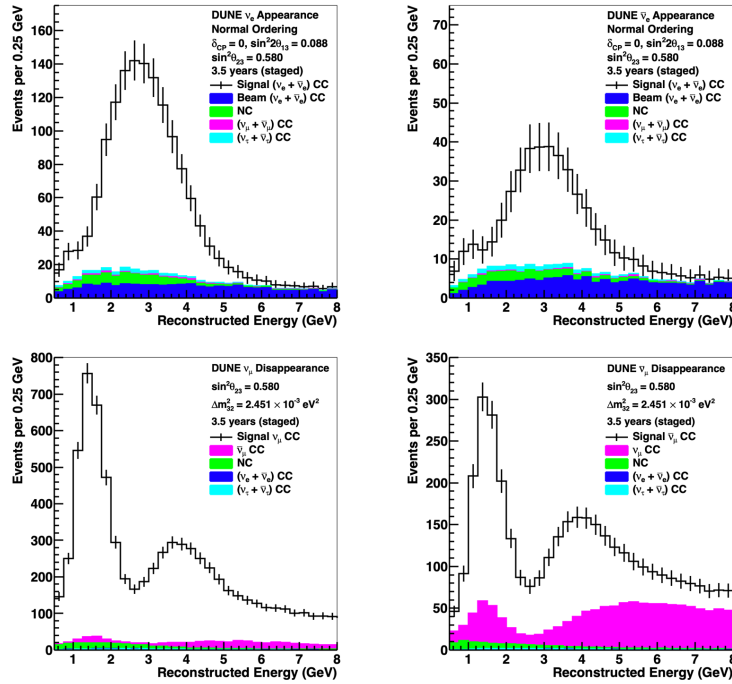 DUNE νₑ Appearance
Normal Ordering
δCP = 0, sin²2θ₁₃ = 0.088
sin²θ₂₃ = 0.580
3.5 years (staged)
Signal (νₑ + ν̄ₑ) CC
Beam (νₑ + ν̄ₑ) CC
NC
(νμ + ν̄μ) CC
(ντ + ν̄τ) CC
Events per 0.25 GeV
0 20 40 60 80 100 120 140 160
1 2 3 4 5 6 7 8
Reconstructed Energy (GeV)
DUNE ν̄ₑ Appearance
Normal Ordering
δCP = 0, sin²2θ₁₃ = 0.088
sin²θ₂₃ = 0.580
3.5 years (staged)
Signal (νₑ + ν̄ₑ) CC
Beam (νₑ + ν̄ₑ) CC
NC
(νμ + ν̄μ) CC
(ντ + ν̄τ) CC
Events per 0.25 GeV
0 10 20 30 40 50 60 70
1 2 3 4 5 6 7 8
Reconstructed Energy (GeV)
DUNE νμ Disappearance
sin²θ₂₃ = 0.580
Δm²₃₂ = 2.451 × 10⁻³ eV²
3.5 years (staged)
Signal νμ CC
ν̄μ CC
NC
(νₑ + ν̄ₑ) CC
(ντ + ν̄τ) CC
Events per 0.25 GeV
0 100 200 300 400 500 600 700 800
1 2 3 4 5 6 7 8
Reconstructed Energy (GeV)
DUNE ν̄μ Disappearance
sin²θ₂₃ = 0.580
Δm²₃₂ = 2.451 × 10⁻³ eV²
3.5 years (staged)
Signal ν̄μ CC
νμ CC
NC
(νₑ + ν̄ₑ) CC
(ντ + ν̄τ) CC
Events per 0.25 GeV
0 50 100 150 200 250 300 350
1 2 3 4 5 6 7 8
Reconstructed Energy (GeV)